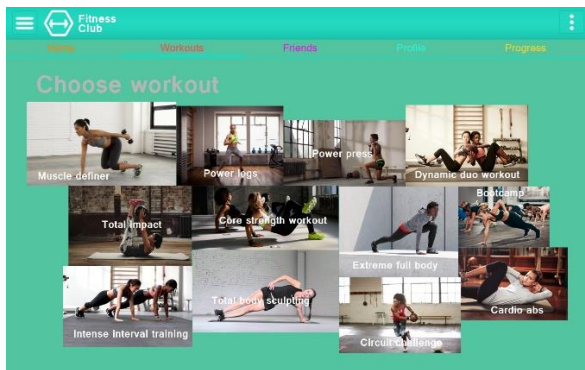 Fitness
Club
Home
Workouts
Friends
Profile
Progress
Choose workout
Muscle definer
Power legs
Power press
Dynamic duo workout
Total impact
Core strength workout
Bootcamp
Extreme full body
Intense Interval training
Total body sculpting
Cardio abs
Circuit challenge